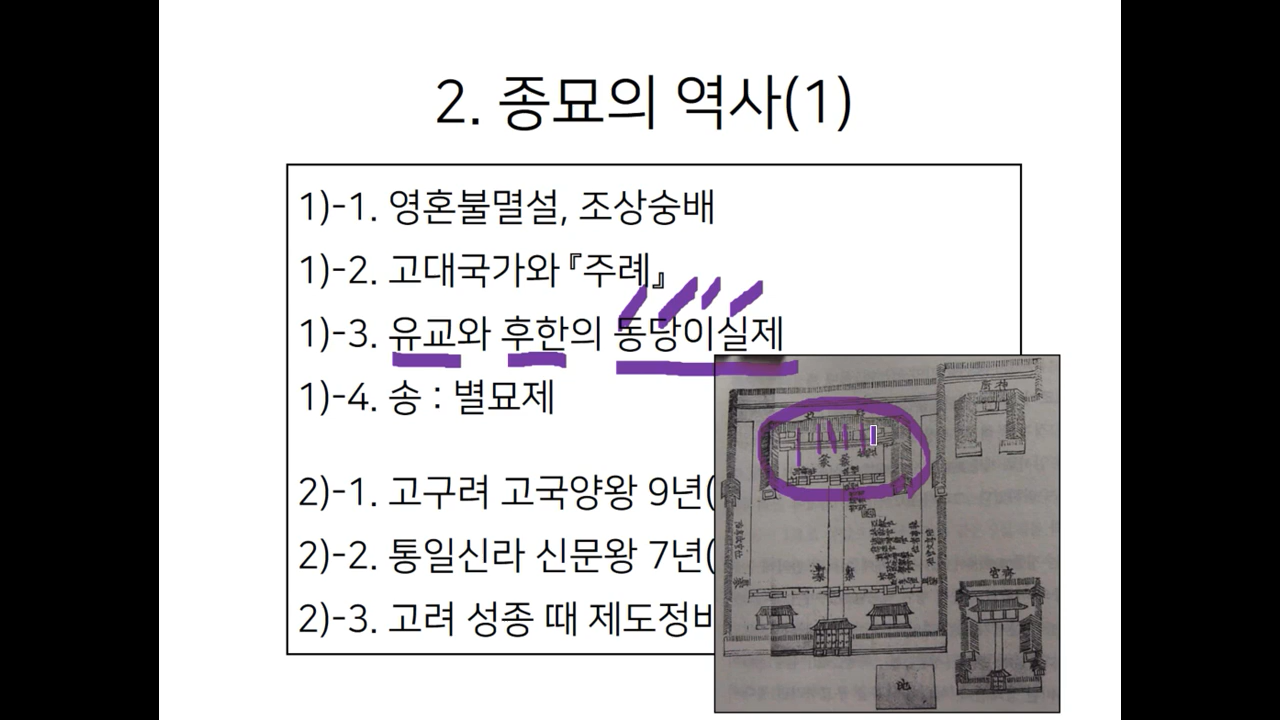 2. 종묘의 역사(1)
1)-1. 영혼불멸설, 조상숭배
1)-2. 고대국가와『주례』
1)-3. 유교와 후한의 동당이실제
1)-4. 송 : 별묘제
2)-1. 고구려 고국양왕 9년(
2)-2. 통일신라 신문왕 7년(
2)-3. 고려 성종 때 제도정비
齊宮
池